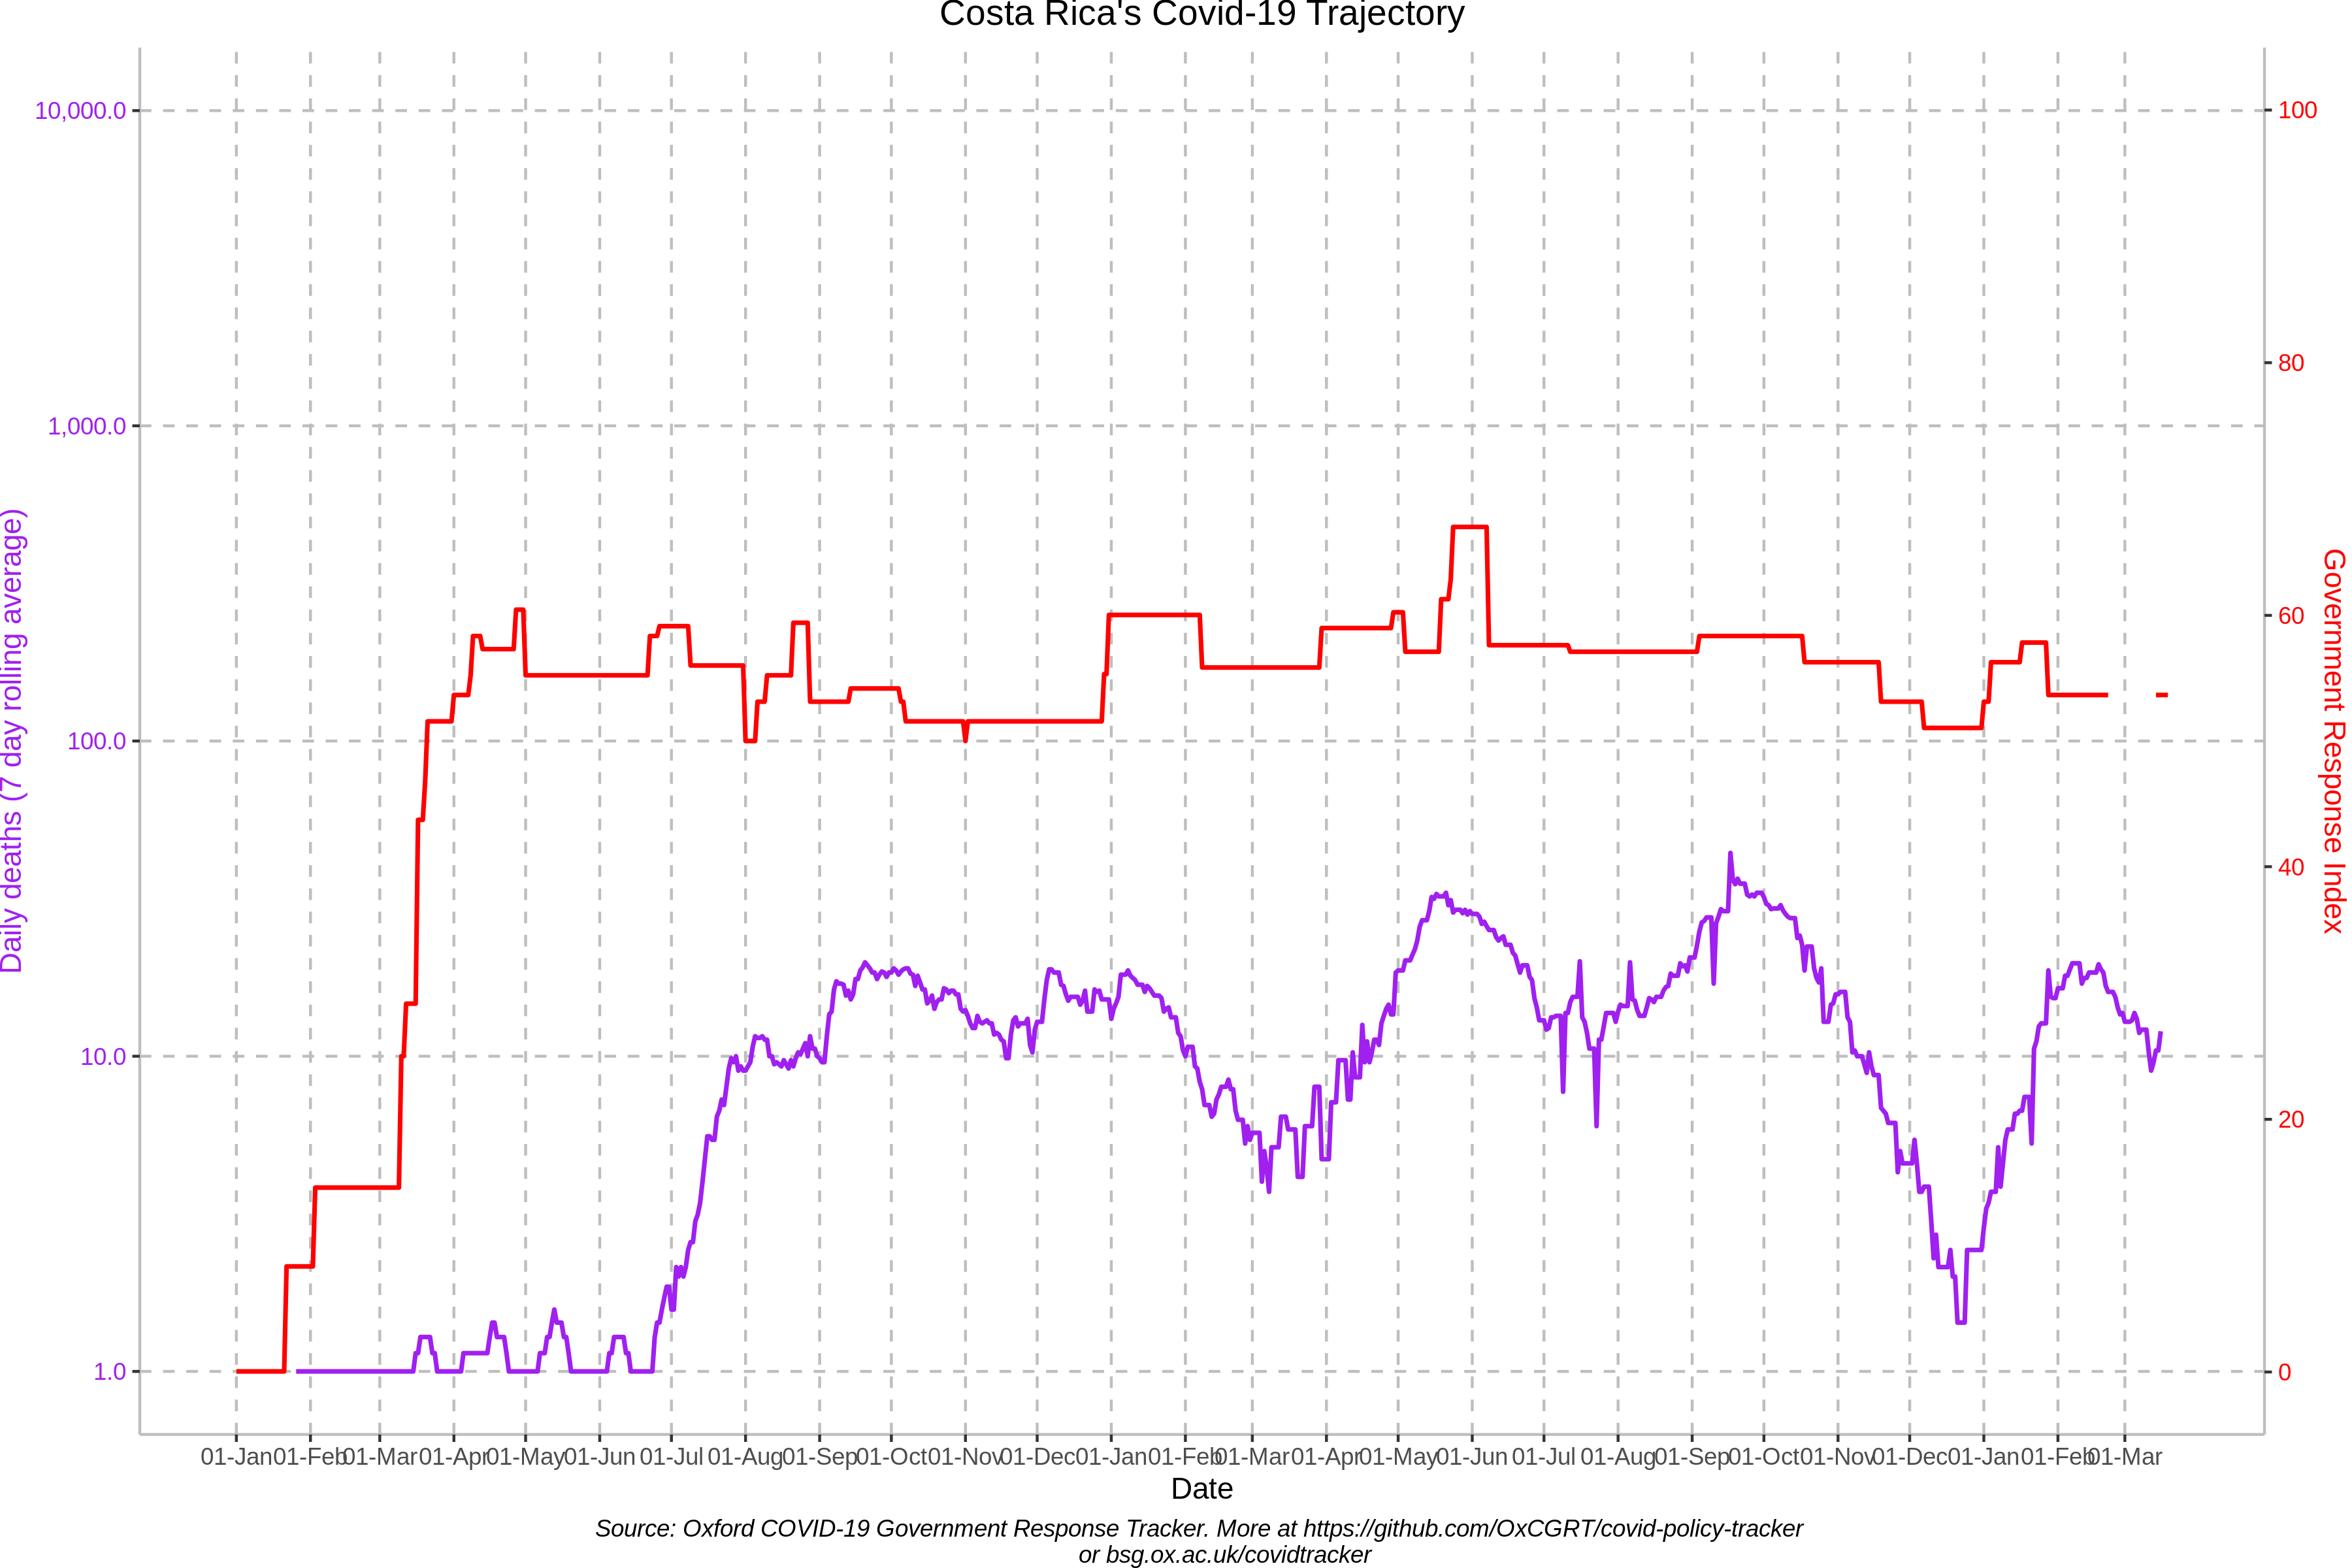 Costa Rica's Covid-19 Trajectory
10,000.0
1,000.0
100.0
10.0
1.0
Daily deaths (7 day rolling average)
100
80
60
40
20
0
Government Response Index
01-Jan 01-Feb 01-Mar 01-Apr 01-May 01-Jun 01-Jul 01-Aug 01-Sep 01-Oct 01-Nov 01-Dec 01-Jan 01-Feb 01-Mar 01-Apr 01-May 01-Jun 01-Jul 01-Aug 01-Sep 01-Oct 01-Nov 01-Dec 01-Jan 01-Feb 01-Mar
Date
Source: Oxford COVID-19 Government Response Tracker. More at https://github.com/OxCGRT/covid-policy-tracker
or bsg.ox.ac.uk/covidtracker